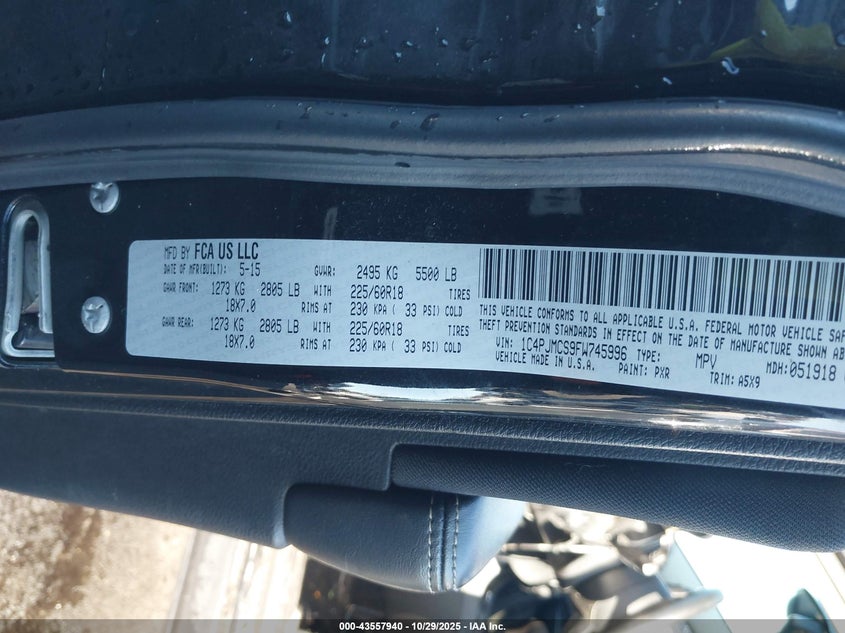 MFD BY FCA US LLC
DATE OF MFR(BUILT): 5-15 GVWR: 2495 KG 5500 LB
GAWR FRONT: 1273 KG 2805 LB WITH 225/60R18 TIRES
18X7.0 RIMS AT 230 KPA ( 33 PSI) COLD
GAWR REAR: 1273 KG 2805 LB WITH 225/60R18 TIRES
18X7.0 RIMS AT 230 KPA ( 33 PSI) COLD
THIS VEHICLE CONFORMS TO ALL APPLICABLE U.S.A. FEDERAL MOTOR VEHICLE SAF
THEFT PREVENTION STANDARDS IN EFFECT ON THE DATE OF MANUFACTURE SHOWN ABO
VIN: 1C4PJMCS9FW745996 TYPE: MPV MDH: 051918
VEHICLE MADE IN U.S.A. PAINT: PXR TRIM: A5X9
000-43557940 - 10/29/2025 - IAA Inc.